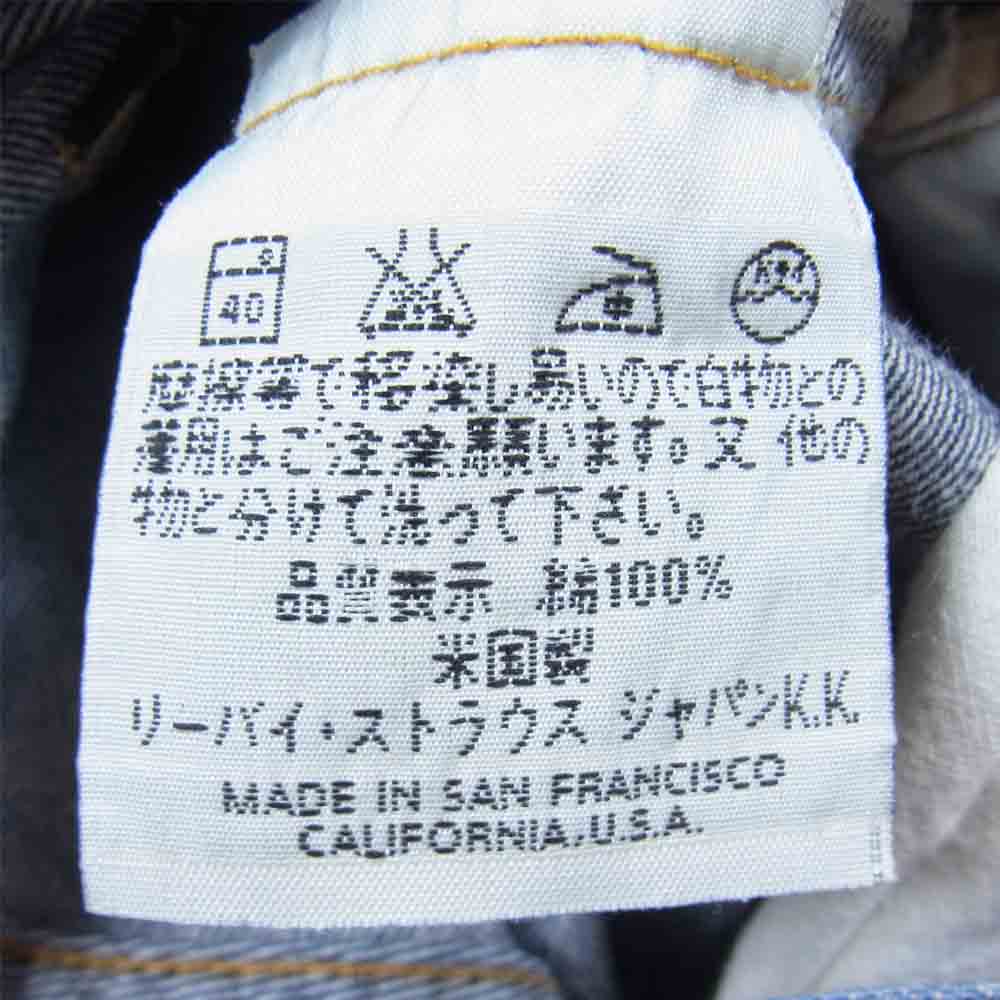 40
摩擦等で移染し易いので白物との
着用はご注意願います。又 他の
物と分けて洗って下さい。
品質表示 綿100%
米国製
リーバイ・ストラウス ジャパンK.K.
MADE IN SAN FRANCISCO
CALIFORNIA,U.S.A.